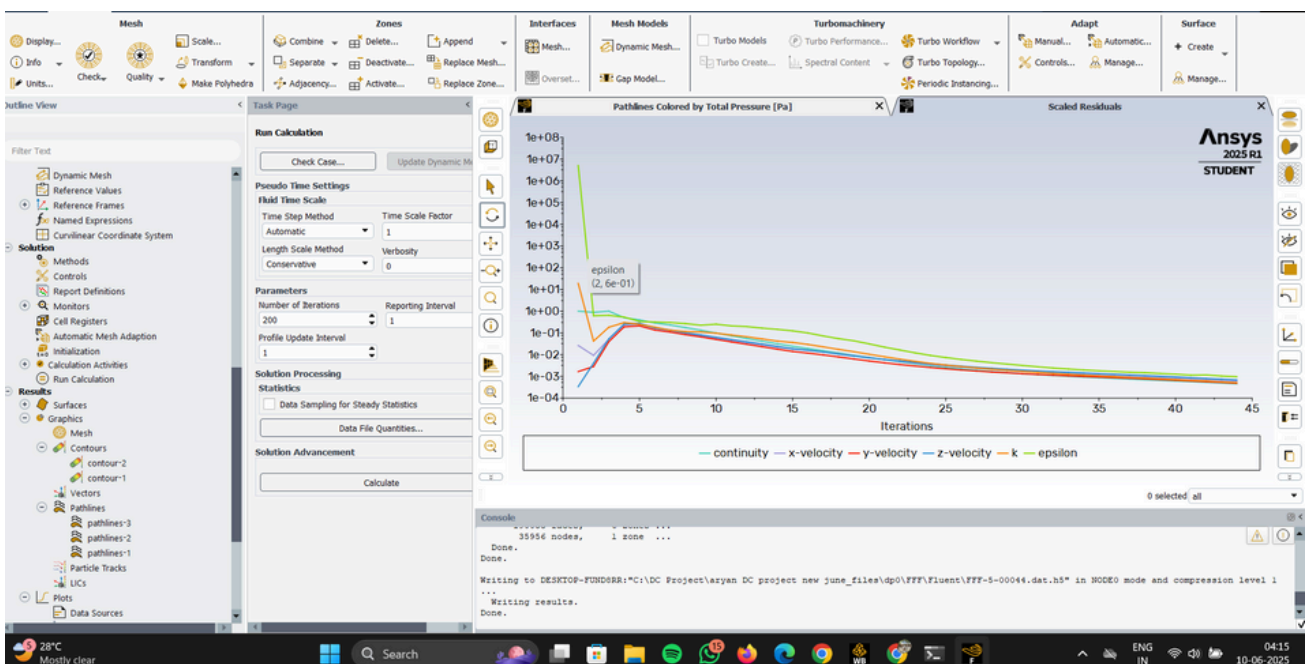 Mesh
Zones
Interfaces
Mesh Models
Turbomachinery
Adapt
Surface
Display...
Info
Units...
Check
Quality
Scale...
Transform
Make Polyhedra
Combine
Separate
Adjacency...
Delete...
Deactivate...
Activate...
Append
Replace Mesh...
Replace Zone...
Mesh...
Overset...
Dynamic Mesh...
Gap Model...
Turbo Models
Turbo Create...
Turbo Performance...
Spectral Content
Turbo Workflow
Turbo Topology...
Periodic Instancing...
Manual...
Controls...
Automatic...
Manage...
+ Create
Manage...
Outline View
Filter Text
Dynamic Mesh
Reference Values
Reference Frames
Named Expressions
Curvilinear Coordinate System
Solution
Methods
Controls
Report Definitions
Monitors
Cell Registers
Automatic Mesh Adaption
Initialization
Calculation Activities
Run Calculation
Results
Surfaces
Graphics
Mesh
Contours
contour-2
contour-1
Vectors
Pathlines
pathlines-3
pathlines-2
pathlines-1
Particle Tracks
LICs
Plots
Data Sources
Task Page
Run Calculation
Check Case...
Update Dynamic M
Pseudo Time Settings
Fluid Time Scale
Time Step Method
Time Scale Factor
Automatic
1
Length Scale Method
Verbosity
Conservative
0
Parameters
Number of Iterations
Reporting Interval
200
1
Profile Update Interval
1
Solution Processing
Statistics
Data Sampling for Steady Statistics
Data File Quantities...
Solution Advancement
Calculate
Pathlines Colored by Total Pressure [Pa]
Scaled Residuals
Ansys
2025 R1
STUDENT
1e+08
1e+07
1e+06
1e+05
1e+04
1e+03
1e+02
1e+01
1e+00
1e-01
1e-02
1e-03
1e-04
epsilon
(2, 6e-01)
0 5 10 15 20 25 30 35 40 45
Iterations
continuity x-velocity y-velocity z-velocity k epsilon
0 selected all
Console
35956 nodes, 1 zone ...
Done.
Done.
Writing to DESKTOP-FUND8RR:"C:\DC Project\aryan DC project new june_files\dp0\FFF\Fluent\FFF-5-00044.dat.h5" in NODE0 mode and compression level 1
...
Writing results.
Done.
5
28°C
Mostly clear
Search
15
WB
F
ENG
IN
04:15
10-06-2025